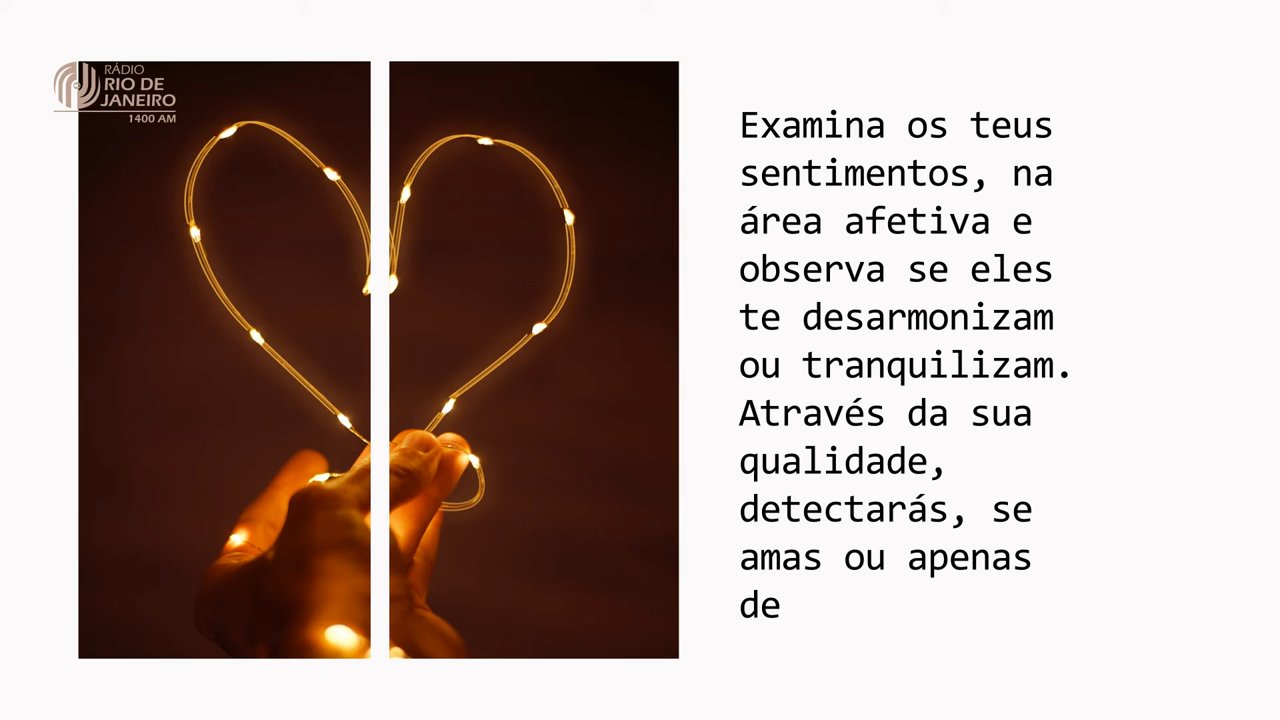 RÁDIO
RIO DE
JANEIRO
1400 AM
Examina os teus
sentimentos, na
área afetiva e
observa se eles
te desarmonizam
ou tranquilizam.
Através da sua
qualidade,
detectarás, se
amas ou apenas
de